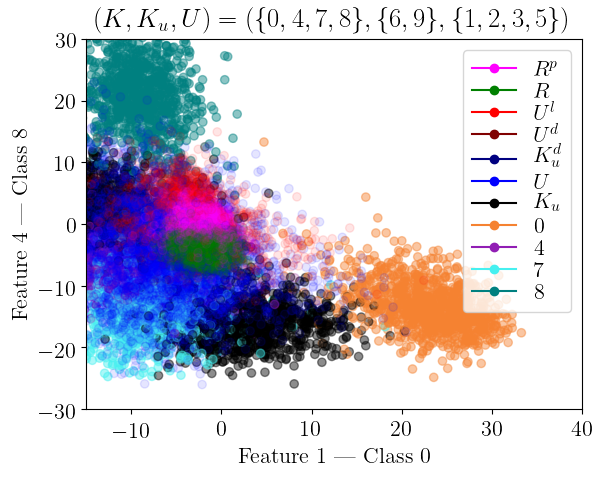 (K, K_u, U) = ({0, 4, 7, 8}, {6, 9}, {1, 2, 3, 5})
30
20
10
0
−10
−20
−30
−10
0
10
20
30
40
Feature 4 — Class 8
Feature 1 — Class 0
R^p
R
U^l
U^d
K_u^d
U
K_u
0
4
7
8